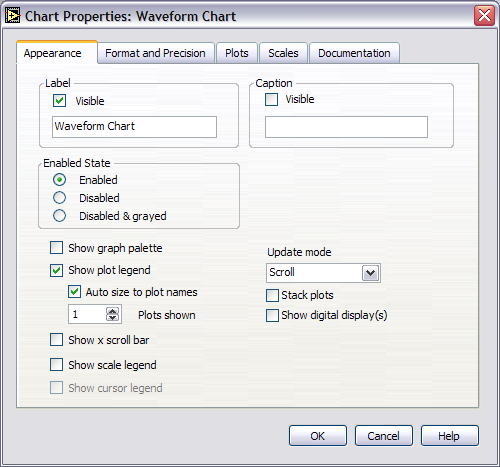 Chart Properties: Waveform Chart
Appearance
Format and Precision
Plots
Scales
Documentation
Label
Visible
Waveform Chart
Caption
Visible
Enabled State
Enabled
Disabled
Disabled & grayed
Show graph palette
Show plot legend
Auto size to plot names
1 Plots shown
Show x scroll bar
Show scale legend
Show cursor legend
Update mode
Scroll
Stack plots
Show digital display(s)
OK
Cancel
Help